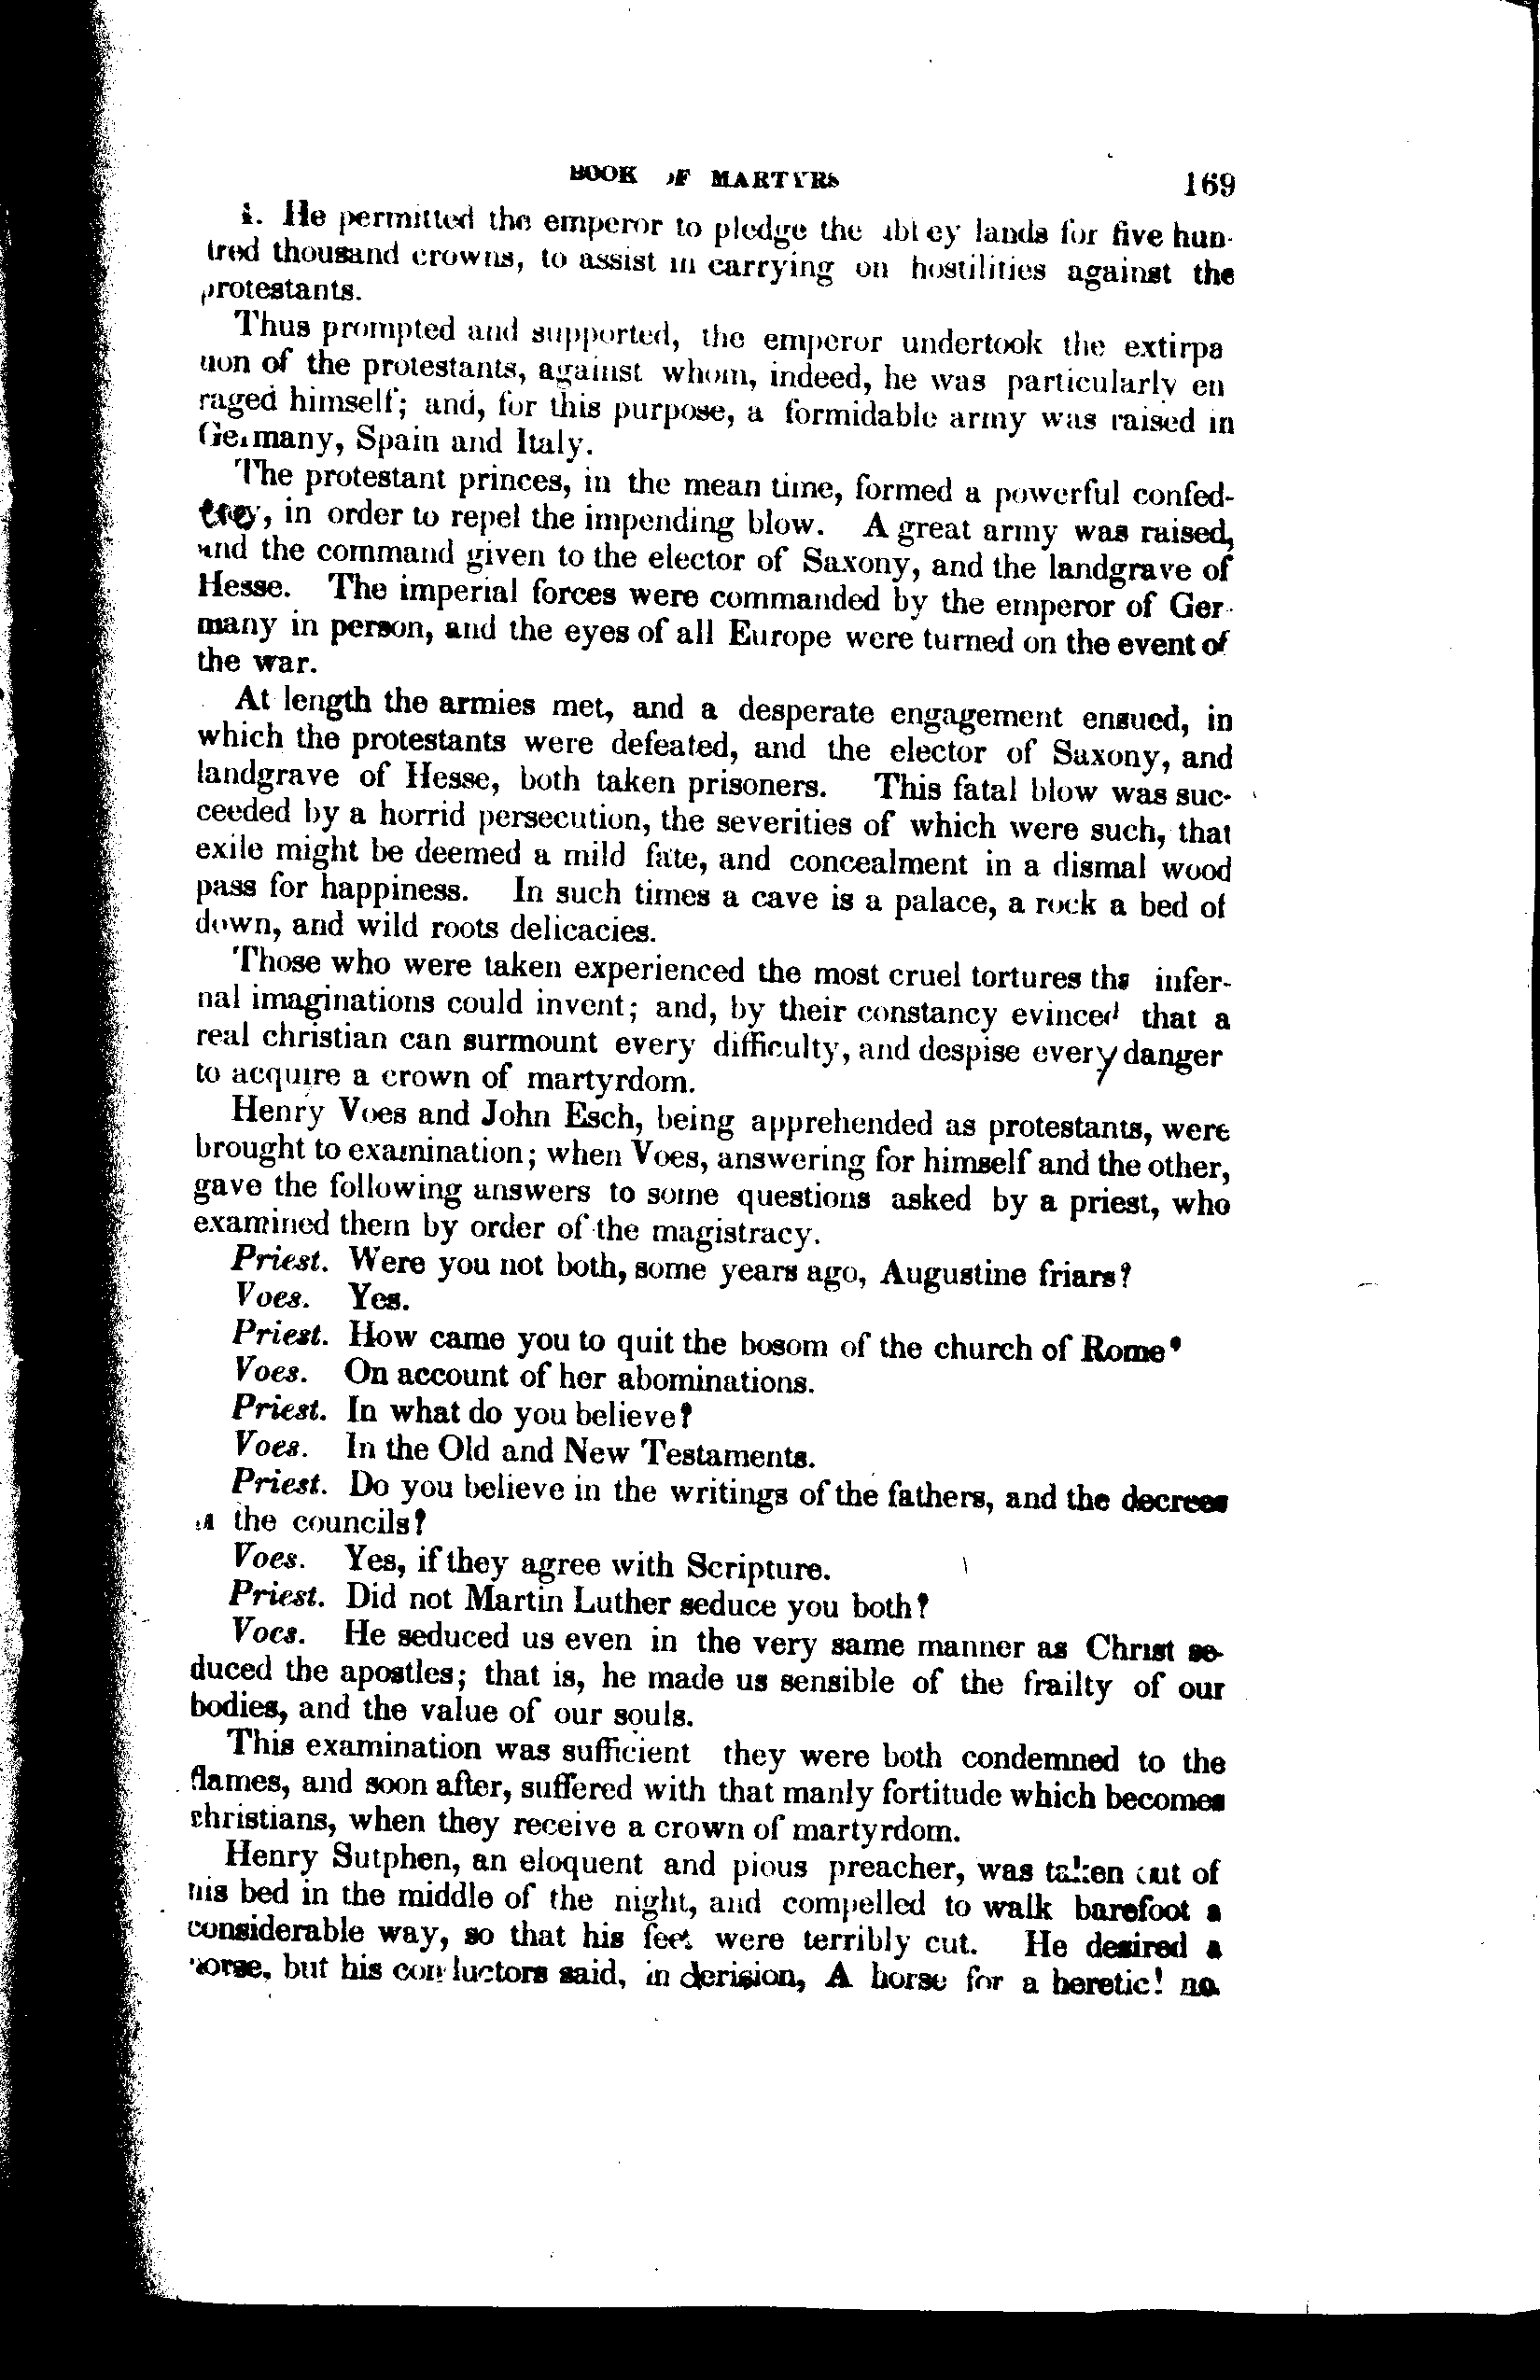 BOOK OF MARTYRS 169
4. He permitted the emperor to pledge the abbey lands for five hun-
dred thousand crowns, to assist in carrying on hostilities against the
protestants.
Thus prompted and supported, the emperor undertook the extirpa
tion of the protestants, against whom, indeed, he was particularly en
raged himself; and, for this purpose, a formidable army was raised in
Germany, Spain and Italy.
The protestant princes, in the mean time, formed a powerful confed-
, in order to repel the impending blow. A great army was raised,
and the command given to the elector of Saxony, and the landgrave of
Hesse. The imperial forces were commanded by the emperor of Ger-
many in person, and the eyes of all Europe were turned on the event of
the war.
At length the armies met, and a desperate engagement ensued, in
which the protestants were defeated, and the elector of Saxony, and
landgrave of Hesse, both taken prisoners. This fatal blow was suc-
ceeded by a horrid persecution, the severities of which were such, that
exile might be deemed a mild fate, and concealment in a dismal wood
pass for happiness. In such times a cave is a palace, a rock a bed of
down, and wild roots delicacies.
Those who were taken experienced the most cruel tortures the infer-
nal imaginations could invent; and, by their constancy evinced that a
real christian can surmount every difficulty, and despise every danger
to acquire a crown of martyrdom.
Henry Voes and John Esch, being apprehended as protestants, were
brought to examination; when Voes, answering for himself and the other,
gave the following answers to some questions asked by a priest, who
examined them by order of the magistracy.
Priest. Were you not both, some years ago, Augustine friars?
Voes. Yes.
Priest. How came you to quit the bosom of the church of Rome?
Voes. On account of her abominations.
Priest. In what do you believe?
Voes. In the Old and New Testaments.
Priest. Do you believe in the writings of the fathers, and the decrees
of the councils?
Voes. Yes, if they agree with Scripture.
Priest. Did not Martin Luther seduce you both?
Voes. He seduced us even in the very same manner as Christ se-
duced the apostles; that is, he made us sensible of the frailty of our
bodies, and the value of our souls.
This examination was sufficient they were both condemned to the
flames, and soon after, suffered with that manly fortitude which becomes
christians, when they receive a crown of martyrdom.
Henry Sutphen, an eloquent and pious preacher, was taken out of
his bed in the middle of the night, and compelled to walk barefoot a
considerable way, so that his feet were terribly cut. He desired a
horse, but his conductors said, in derision, A horse for a heretic! no